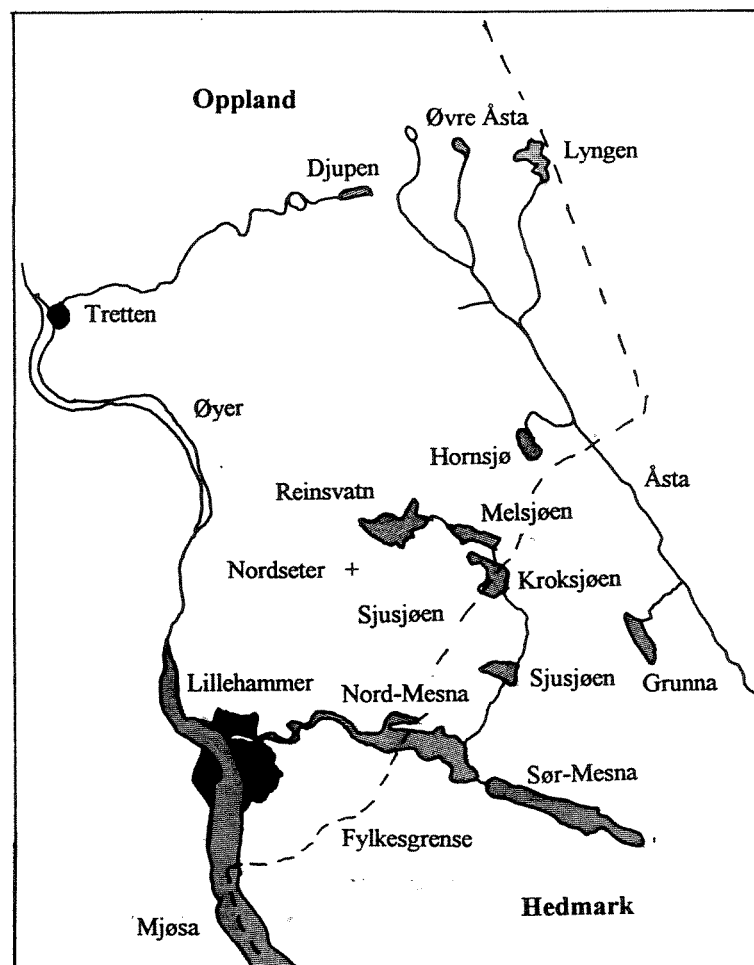 Oppland
Øvre Åsta
Lyngen
Djupen
Tretten
Øyer
Hornsjø
Åsta
Reinsvatn
Melsjøen
Nordseter +
Kroksjøen
Sjusjøen
Lillehammer
Nord-Mesna
Sjusjøen
Grunna
Sør-Mesna
Fylkesgrense
Hedmark
Mjøsa